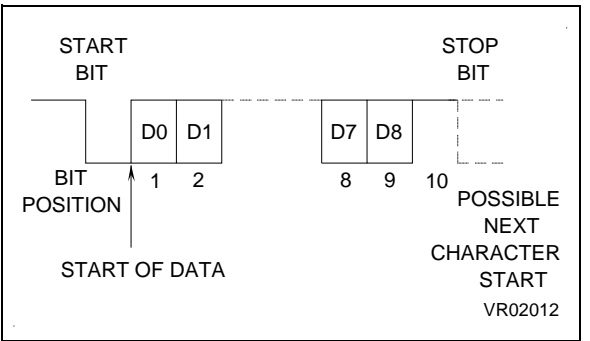 START
BIT
STOP
BIT
D0 D1 D7 D8
BIT
POSITION
1 2 8 9 10
START OF DATA
POSSIBLE
NEXT
CHARACTER
START
VR02012